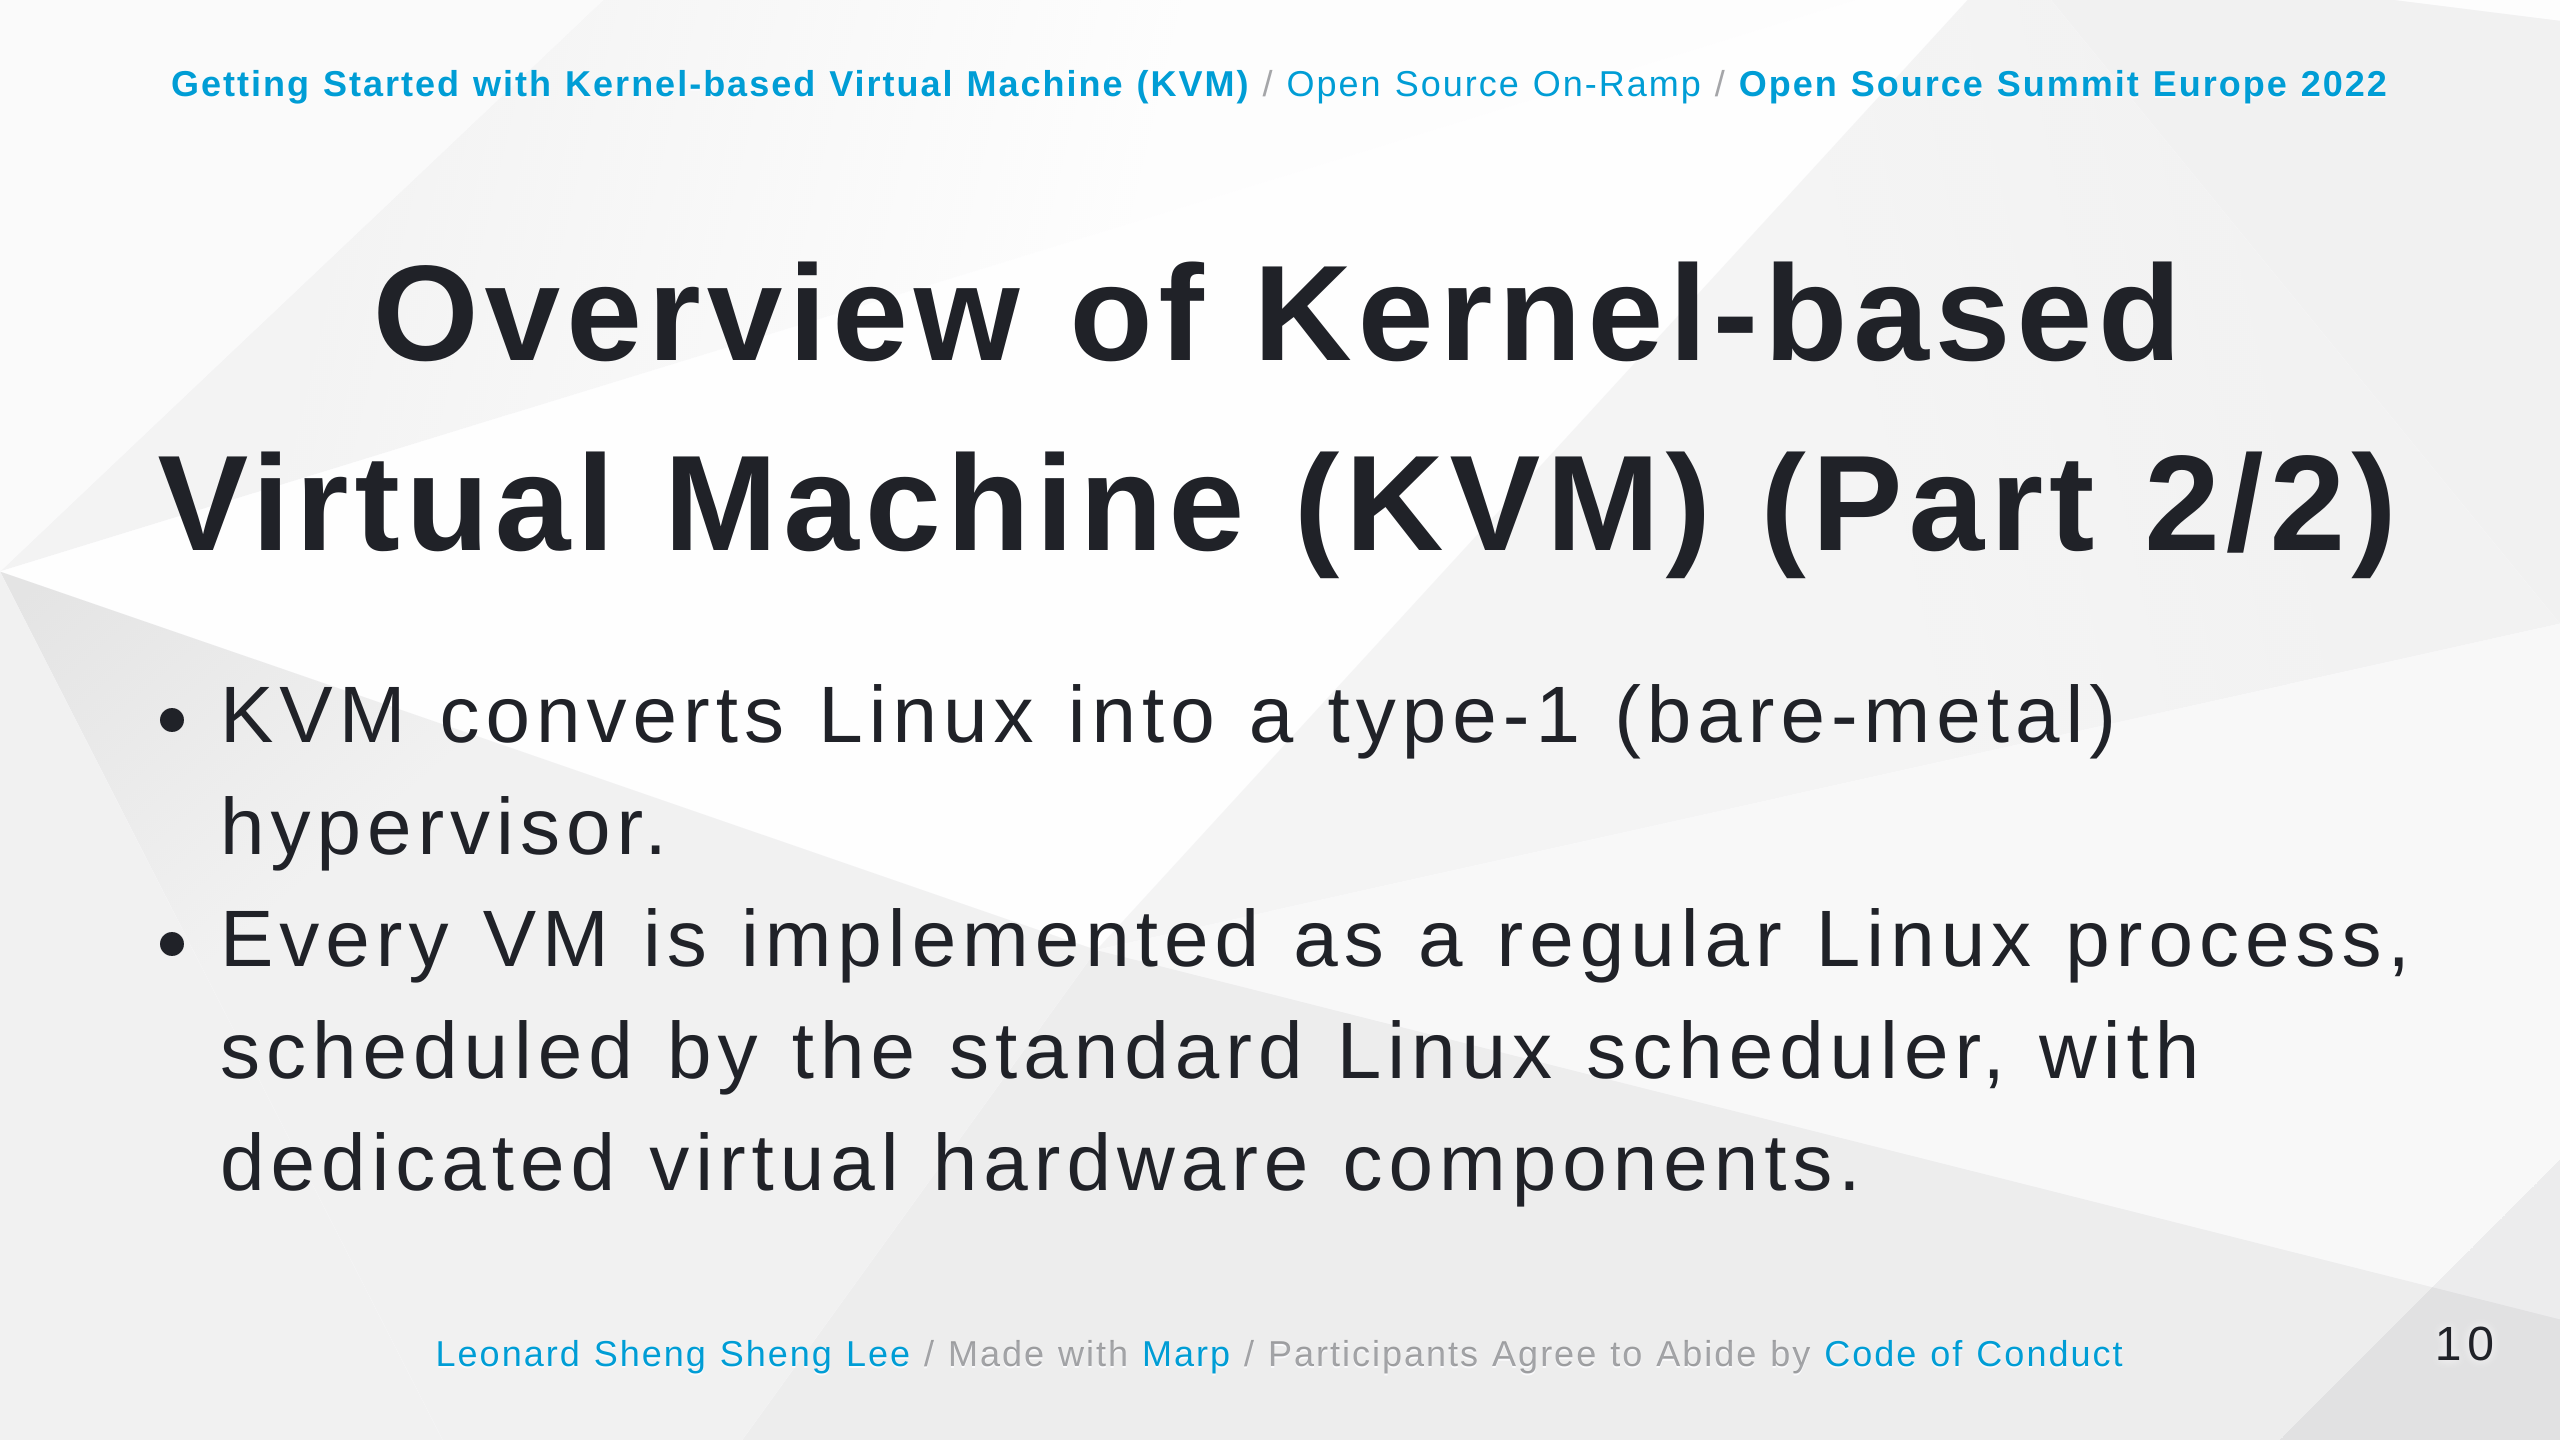 Getting Started with Kernel-based Virtual Machine (KVM) / Open Source On-Ramp / Open Source Summit Europe 2022
Overview of Kernel-based
Virtual Machine (KVM) (Part 2/2)
• KVM converts Linux into a type-1 (bare-metal)
hypervisor.
• Every VM is implemented as a regular Linux process,
scheduled by the standard Linux scheduler, with
dedicated virtual hardware components.
Leonard Sheng Sheng Lee / Made with Marp / Participants Agree to Abide by Code of Conduct
10